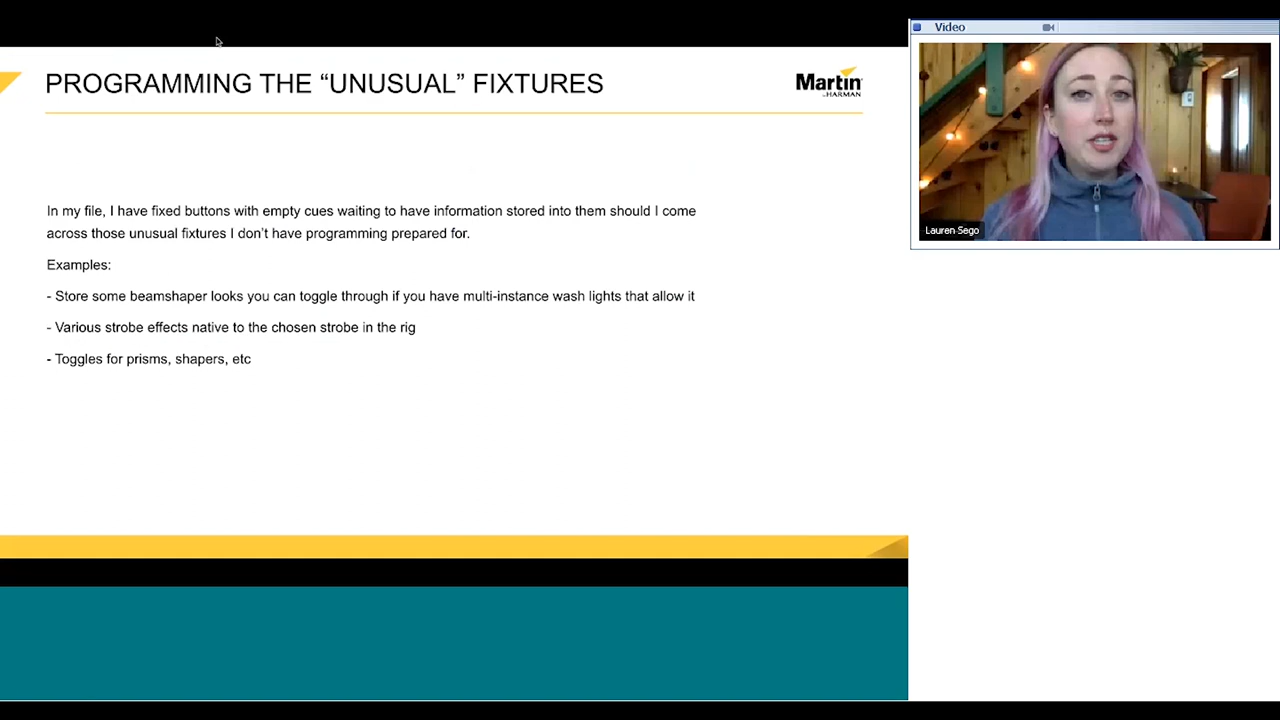 PROGRAMMING THE “UNUSUAL” FIXTURES
Martin
by HARMAN
In my file, I have fixed buttons with empty cues waiting to have information stored into them should I come
across those unusual fixtures I don’t have programming prepared for.
Examples:
- Store some beamshaper looks you can toggle through if you have multi-instance wash lights that allow it
- Various strobe effects native to the chosen strobe in the rig
- Toggles for prisms, shapers, etc
Video
Lauren Sego